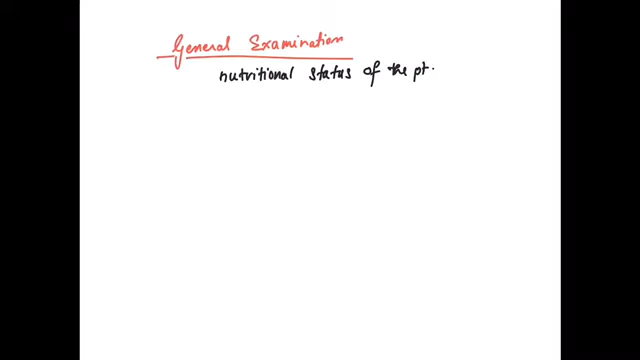 General Examination
nutritional status of the pt.